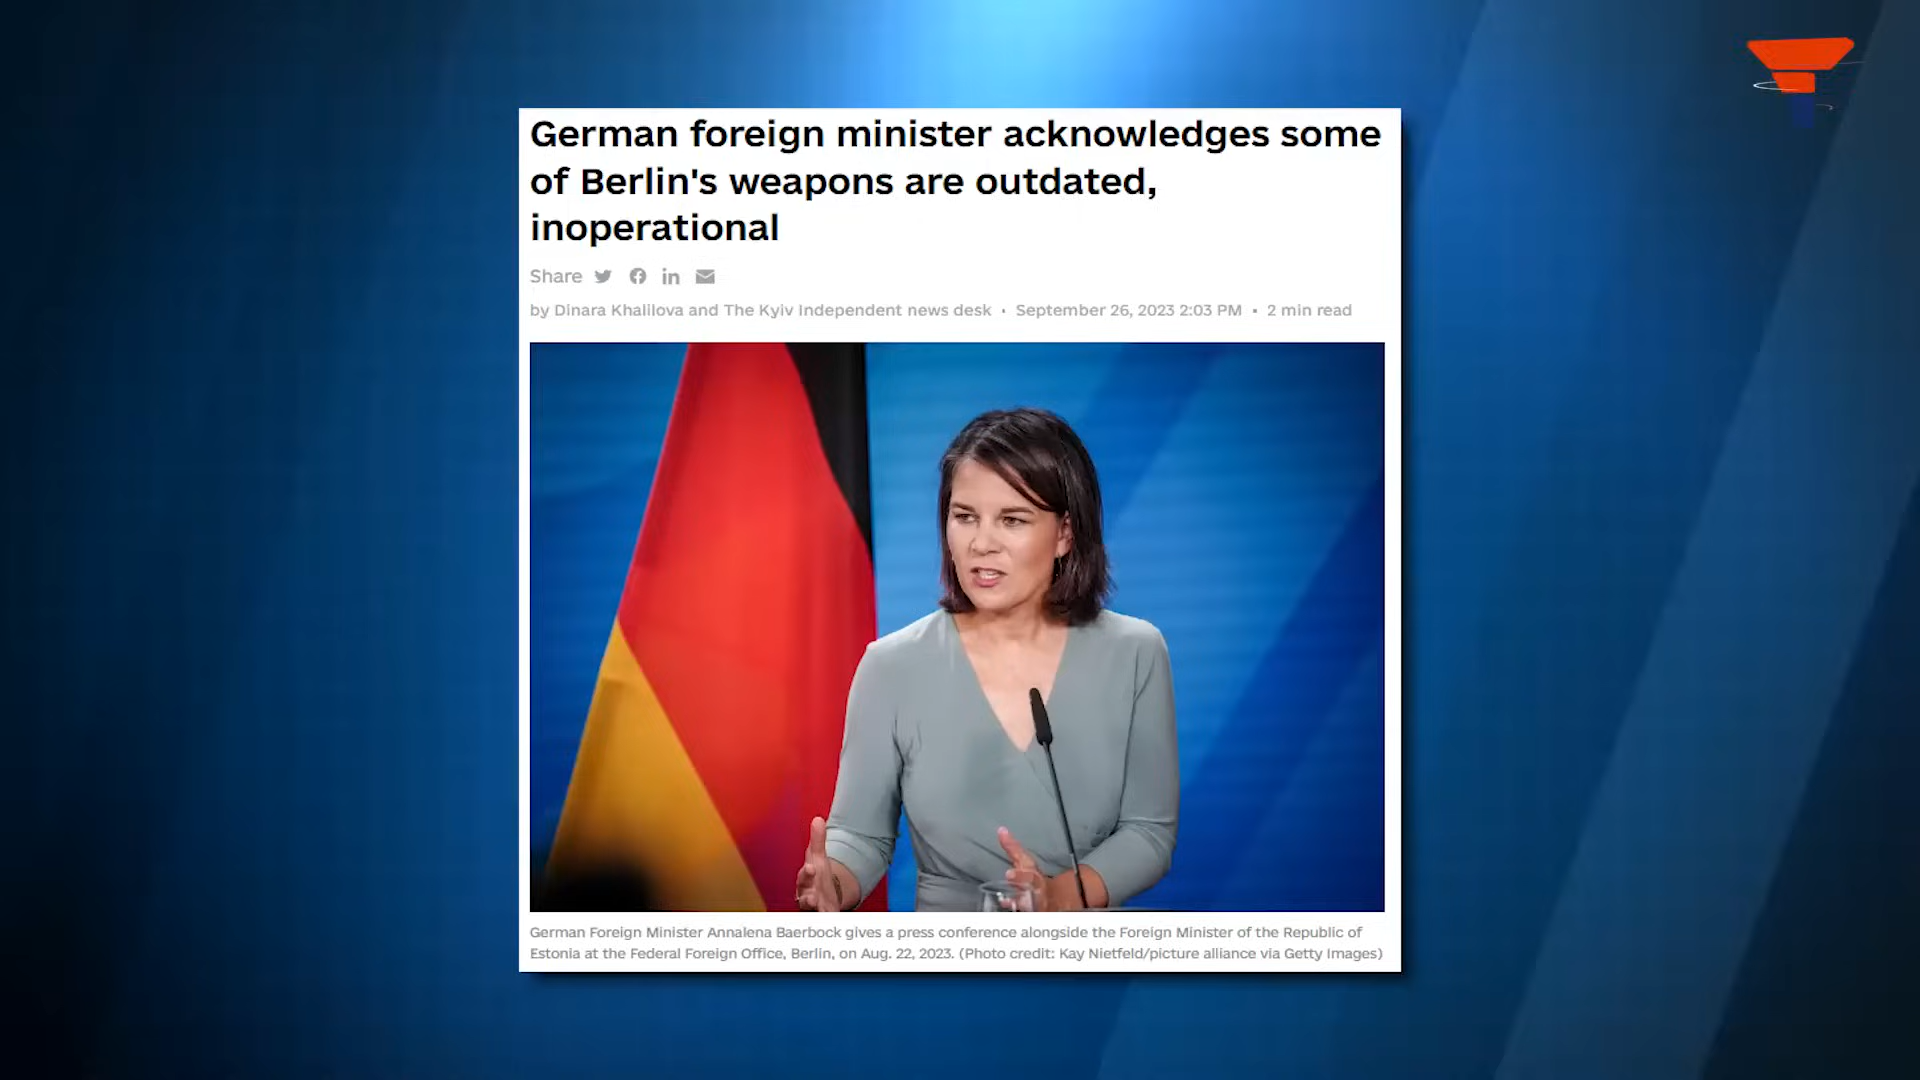 German foreign minister acknowledges some
of Berlin's weapons are outdated,
inoperational
Share
by Dinara Khalilova and The Kyiv Independent news desk • September 26, 2023 2:03 PM • 2 min read
German Foreign Minister Annalena Baerbock gives a press conference alongside the Foreign Minister of the Republic of
Estonia at the Federal Foreign Office, Berlin, on Aug. 22, 2023. (Photo credit: Kay Nietfeld/picture alliance via Getty Images)